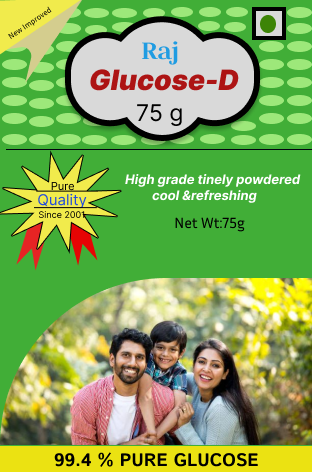 New improved
Raj
Glucose-D
75 g
Pure
Quality
Since 2001
High grade tinely powdered
cool &refreshing
Net Wt:75g
99.4 % PURE GLUCOSE